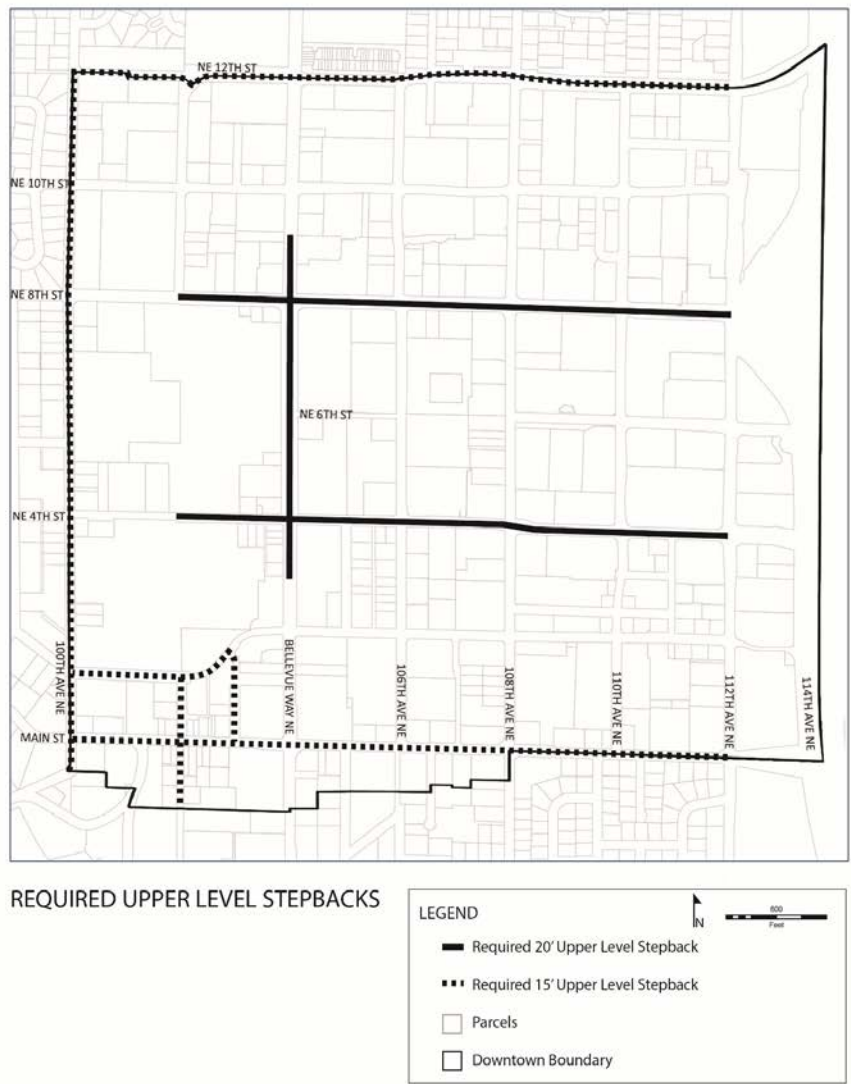 NE 12TH ST
NE 10TH ST
NE 8TH ST
NE 6TH ST
NE 4TH ST
100TH AVE NE
BELLEVUE WAY NE
106TH AVE NE
108TH AVE NE
110TH AVE NE
112TH AVE NE
114TH AVE NE
MAIN ST
REQUIRED UPPER LEVEL STEPBACKS
LEGEND
N
600
Feet
Required 20' Upper Level Stepback
Required 15' Upper Level Stepback
Parcels
Downtown Boundary